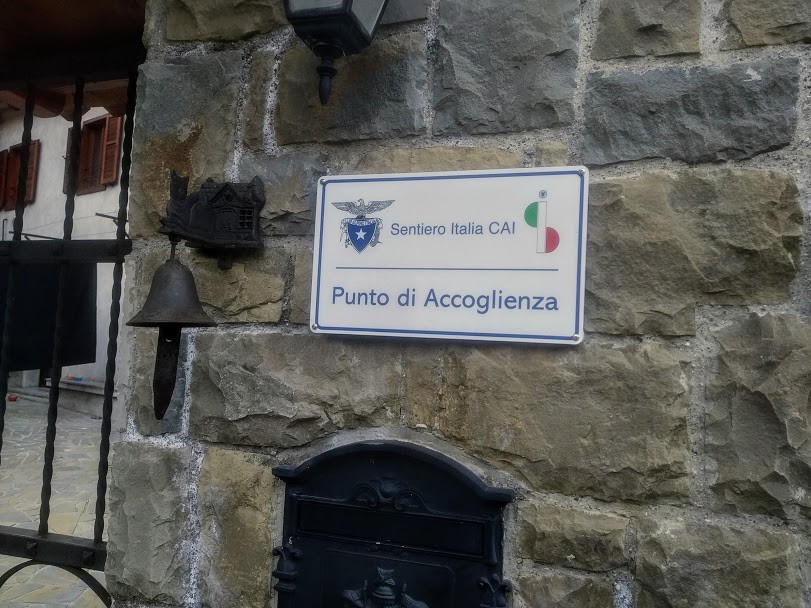 Sentiero Italia CAI
Punto di Accoglienza